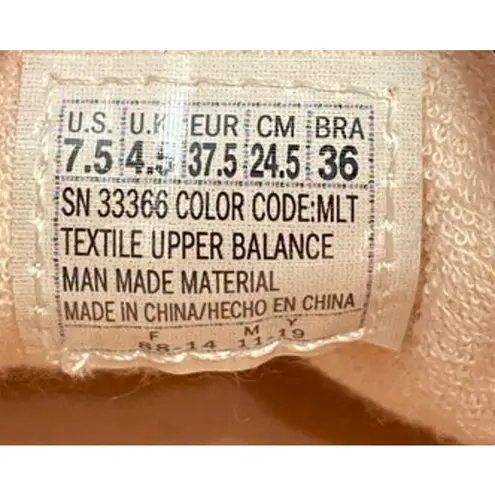 U.S. U.K EUR CM BRA
7.5 4.5 37.5 24.5 36
SN 33366 COLOR CODE:MLT
TEXTILE UPPER BALANCE
MAN MADE MATERIAL
MADE IN CHINA/HECHO EN CHINA
F M Y
88-14 11-19